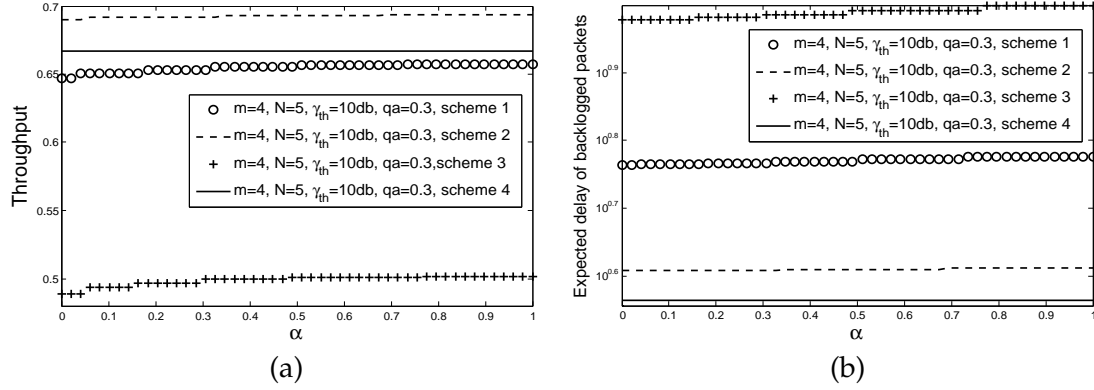 0.7
0.65
0.6
0.55
0.5
Throughput
0 0.1 0.2 0.3 0.4 0.5 0.6 0.7 0.8 0.9 1
α
m=4, N=5, γth=10db, qa=0.3, scheme 1
m=4, N=5, γth=10db, qa=0.3, scheme 2
m=4, N=5, γth=10db, qa=0.3,scheme 3
m=4, N=5, γth=10db, qa=0.3, scheme 4
(a)
10^0.9
10^0.8
10^0.7
10^0.6
Expected delay of backlogged packets
0 0.1 0.2 0.3 0.4 0.5 0.6 0.7 0.8 0.9 1
α
m=4, N=5, γth=10db, qa=0.3, scheme 1
m=4, N=5, γth=10db, qa=0.3, scheme 2
m=4, N=5, γth=10db, qa=0.3, scheme 3
m=4, N=5, γth=10db, qa=0.3, scheme 4
(b)